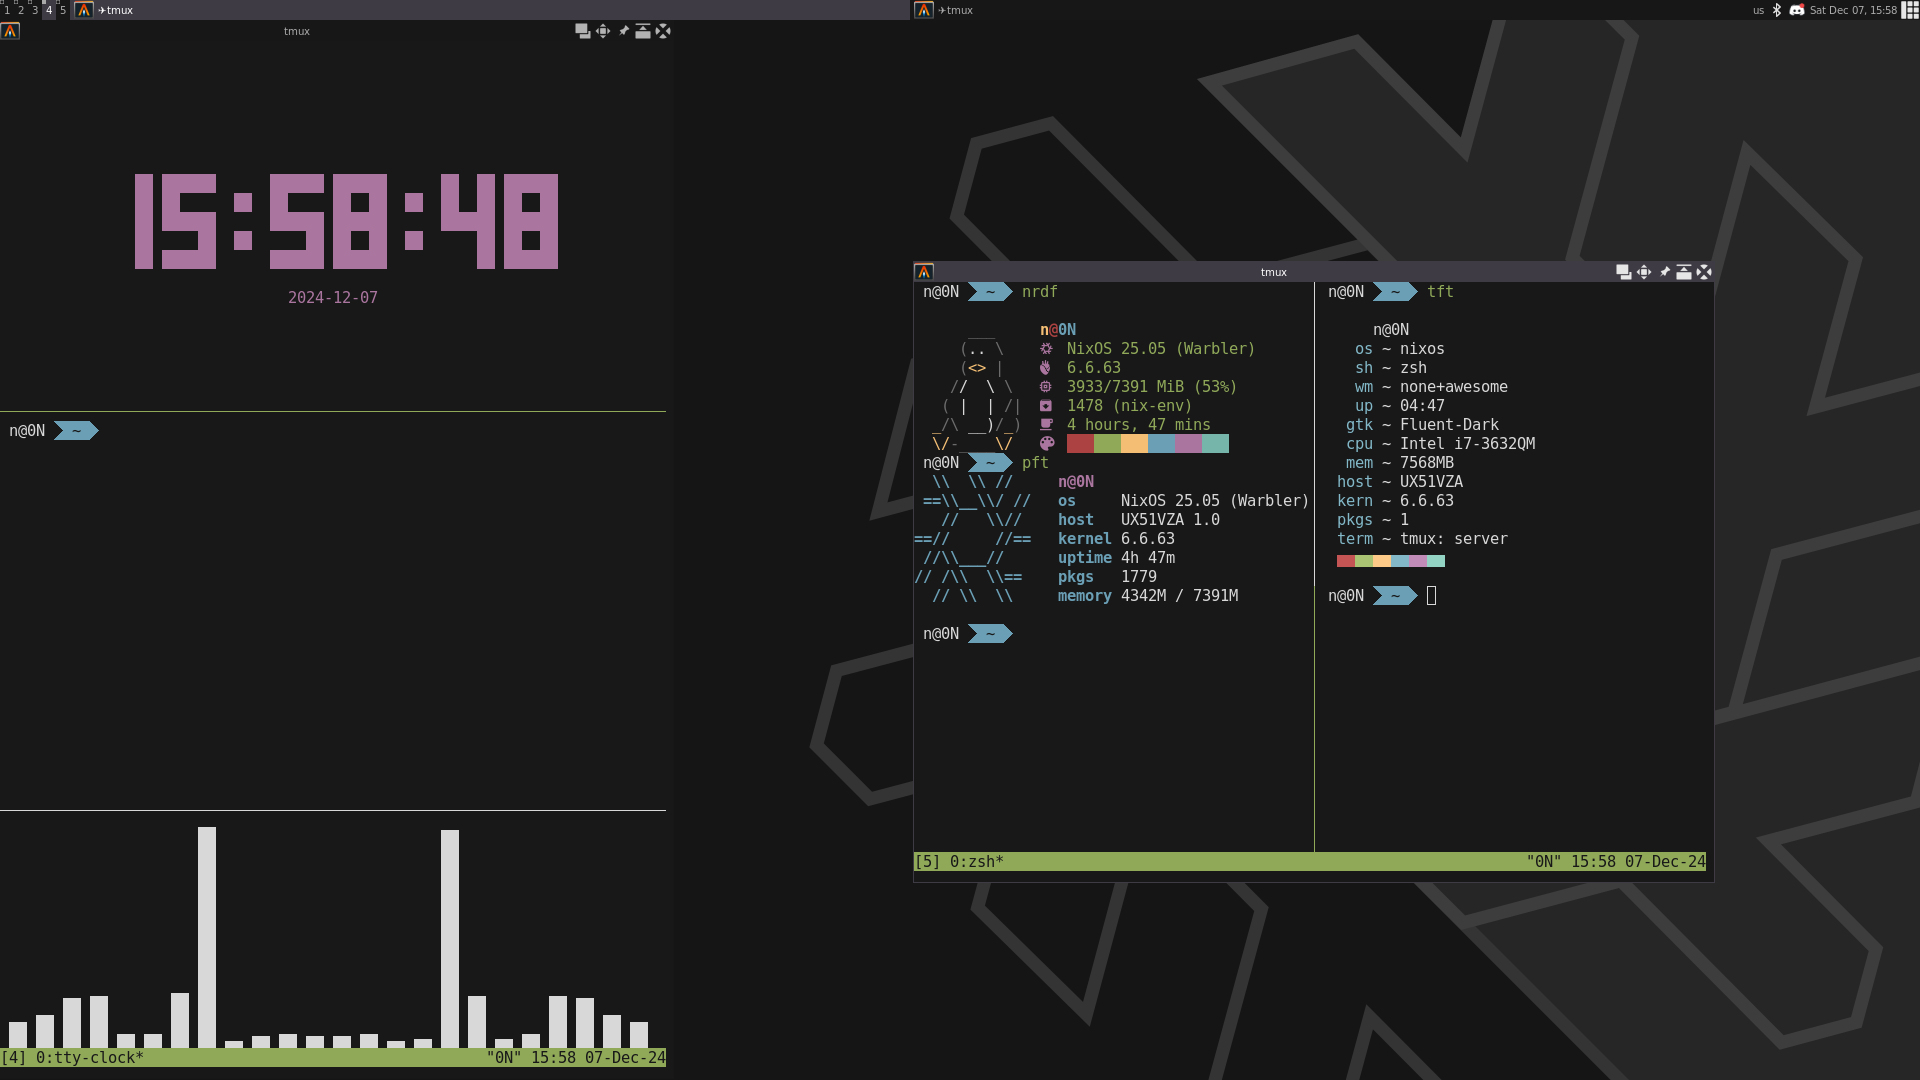 1 2 3 4 5 ✈tmux
✈tmux
us Sat Dec 07, 15:58
tmux
15:58:48
2024-12-07
n@0N ~
[4] 0:tty-clock* "0N" 15:58 07-Dec-24
tmux
n@0N ~ nrdf
n@0N
NixOS 25.05 (Warbler)
6.6.63
3933/7391 MiB (53%)
1478 (nix-env)
4 hours, 47 mins
n@0N ~ pft
n@0N
os NixOS 25.05 (Warbler)
host UX51VZA 1.0
kernel 6.6.63
uptime 4h 47m
pkgs 1779
memory 4342M / 7391M
n@0N ~
n@0N ~ tft
n@0N
os ~ nixos
sh ~ zsh
wm ~ none+awesome
up ~ 04:47
gtk ~ Fluent-Dark
cpu ~ Intel i7-3632QM
mem ~ 7568MB
host ~ UX51VZA
kern ~ 6.6.63
pkgs ~ 1
term ~ tmux: server
n@0N ~
[5] 0:zsh* "0N" 15:58 07-Dec-24